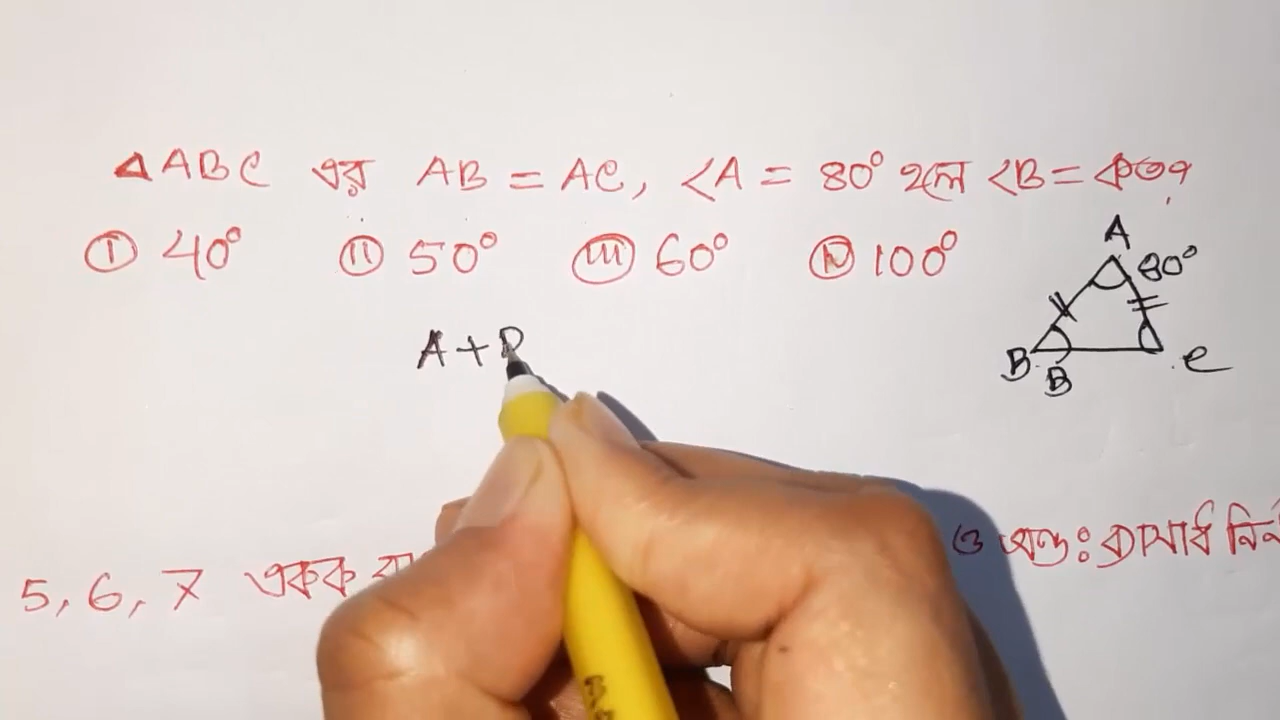 △ABC এর AB = AC, <A = 80° হলে <B = কত?
I 40° II 50° III 60° IV 100°
A
80°
B
B
C
A+B
ও অন্তঃব্যাসার্ধ
5, 6, 7 একক